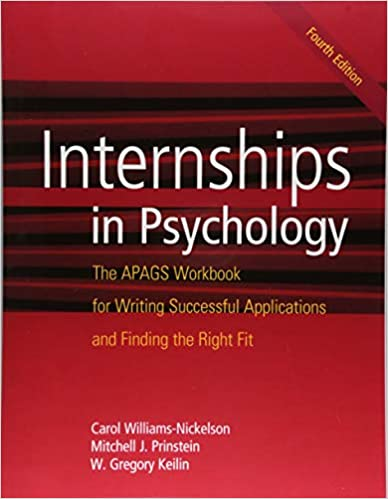 Fourth Edition
Internships
in Psychology
The APAGS Workbook
for Writing Successful Applications
and Finding the Right Fit
Carol Williams-Nickelson
Mitchell J. Prinstein
W. Gregory Keilin